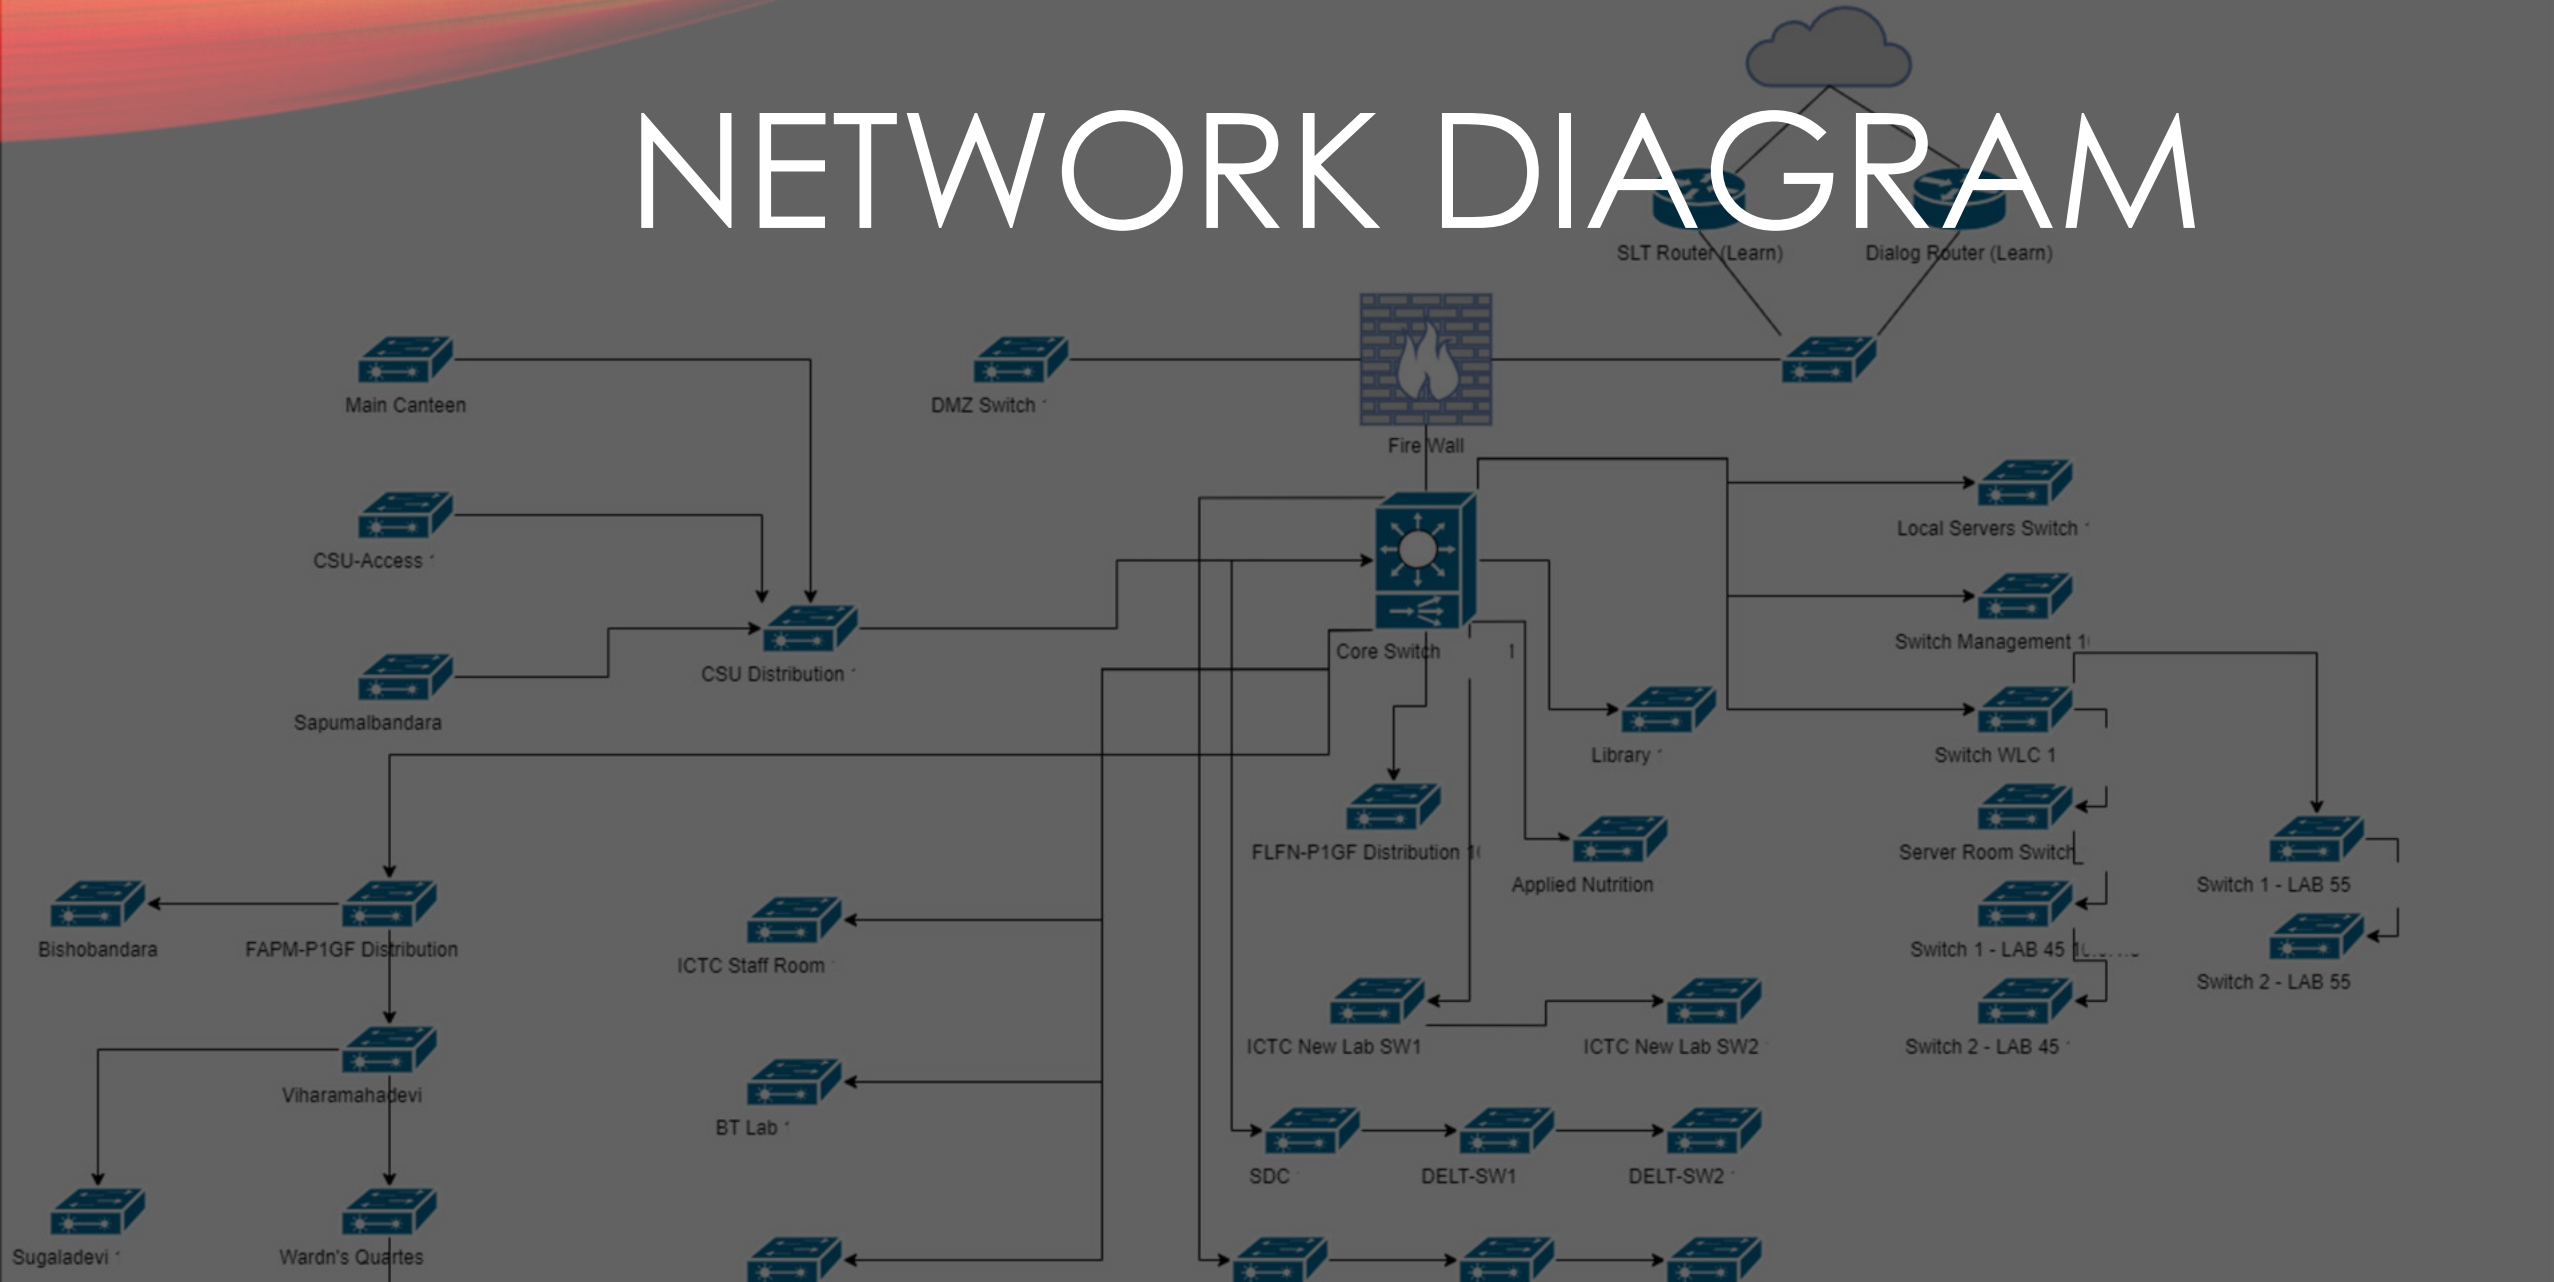 NETWORK DIAGRAM
SLT Router (Learn)
Dialog Router (Learn)
Main Canteen
DMZ Switch
Fire Wall
CSU-Access
Local Servers Switch
Core Switch 1
Switch Management 1
CSU Distribution
Sapumalbandara
Library
Switch WLC 1
FLFN-P1GF Distribution
Server Room Switch
Applied Nutrition
Switch 1 - LAB 55
Bishobandara
FAPM-P1GF Distribution
ICTC Staff Room
Switch 1 - LAB 45
Switch 2 - LAB 55
ICTC New Lab SW1
ICTC New Lab SW2
Switch 2 - LAB 45
Viharamahadevi
BT Lab
SDC
DELT-SW1
DELT-SW2
Sugaladevi
Wardn's Quartes